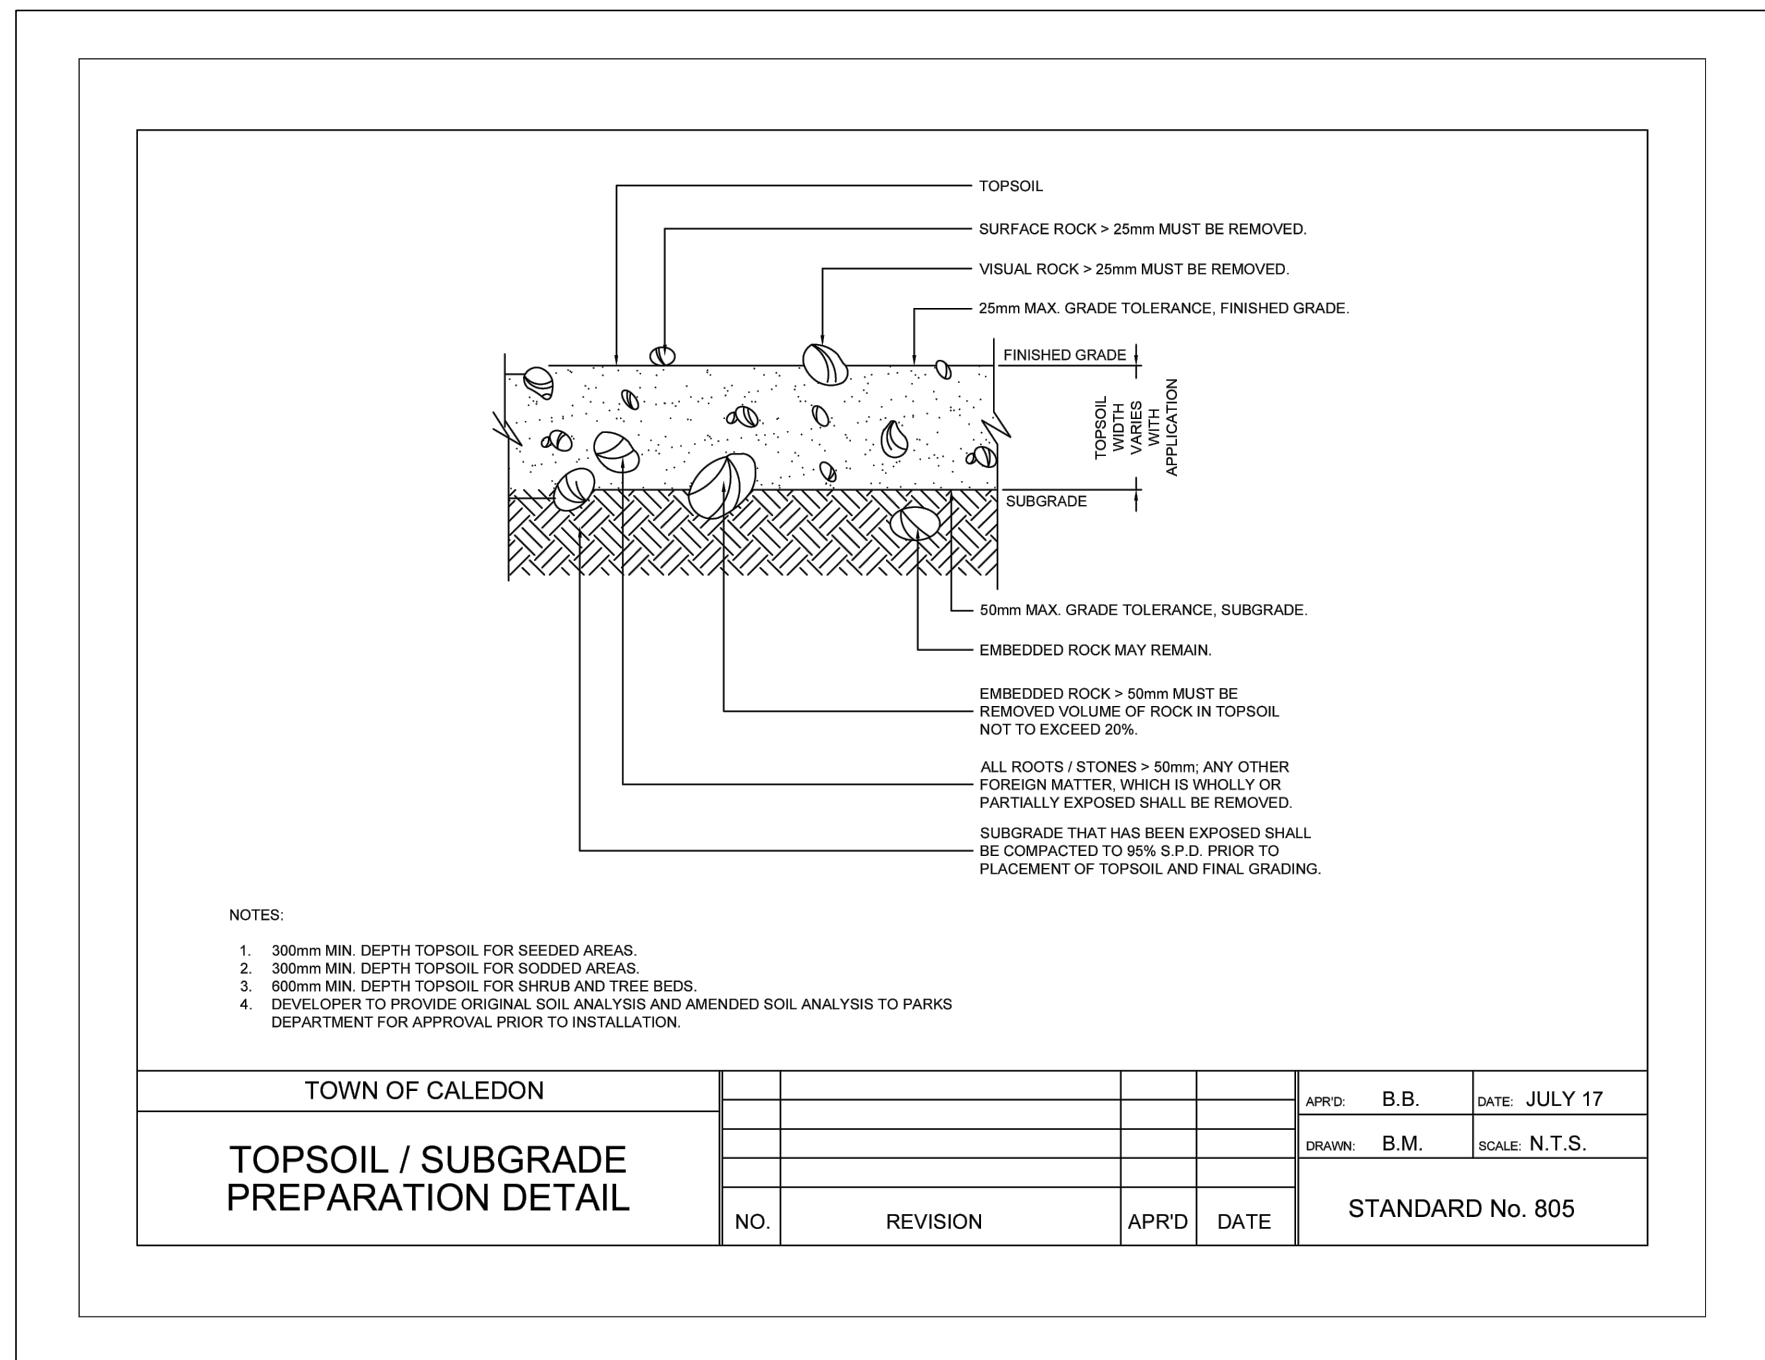 TOPSOIL
SURFACE ROCK > 25mm MUST BE REMOVED.
VISUAL ROCK > 25mm MUST BE REMOVED.
25mm MAX. GRADE TOLERANCE, FINISHED GRADE.
FINISHED GRADE
TOPSOIL
WIDTH
VARIES
WITH
APPLICATION
SUBGRADE
50mm MAX. GRADE TOLERANCE, SUBGRADE.
EMBEDDED ROCK MAY REMAIN.
EMBEDDED ROCK > 50mm MUST BE
REMOVED VOLUME OF ROCK IN TOPSOIL
NOT TO EXCEED 20%.
ALL ROOTS / STONES > 50mm; ANY OTHER
FOREIGN MATTER, WHICH IS WHOLLY OR
PARTIALLY EXPOSED SHALL BE REMOVED.
SUBGRADE THAT HAS BEEN EXPOSED SHALL
BE COMPACTED TO 95% S.P.D. PRIOR TO
PLACEMENT OF TOPSOIL AND FINAL GRADING.
NOTES:
1. 300mm MIN. DEPTH TOPSOIL FOR SEEDED AREAS.
2. 300mm MIN. DEPTH TOPSOIL FOR SODDED AREAS.
3. 600mm MIN. DEPTH TOPSOIL FOR SHRUB AND TREE BEDS.
4. DEVELOPER TO PROVIDE ORIGINAL SOIL ANALYSIS AND AMENDED SOIL ANALYSIS TO PARKS
DEPARTMENT FOR APPROVAL PRIOR TO INSTALLATION.
TOWN OF CALEDON
TOPSOIL / SUBGRADE
PREPARATION DETAIL
NO. REVISION APR'D DATE
APR'D: B.B. DATE: JULY 17
DRAWN: B.M. SCALE: N.T.S.
STANDARD No. 805